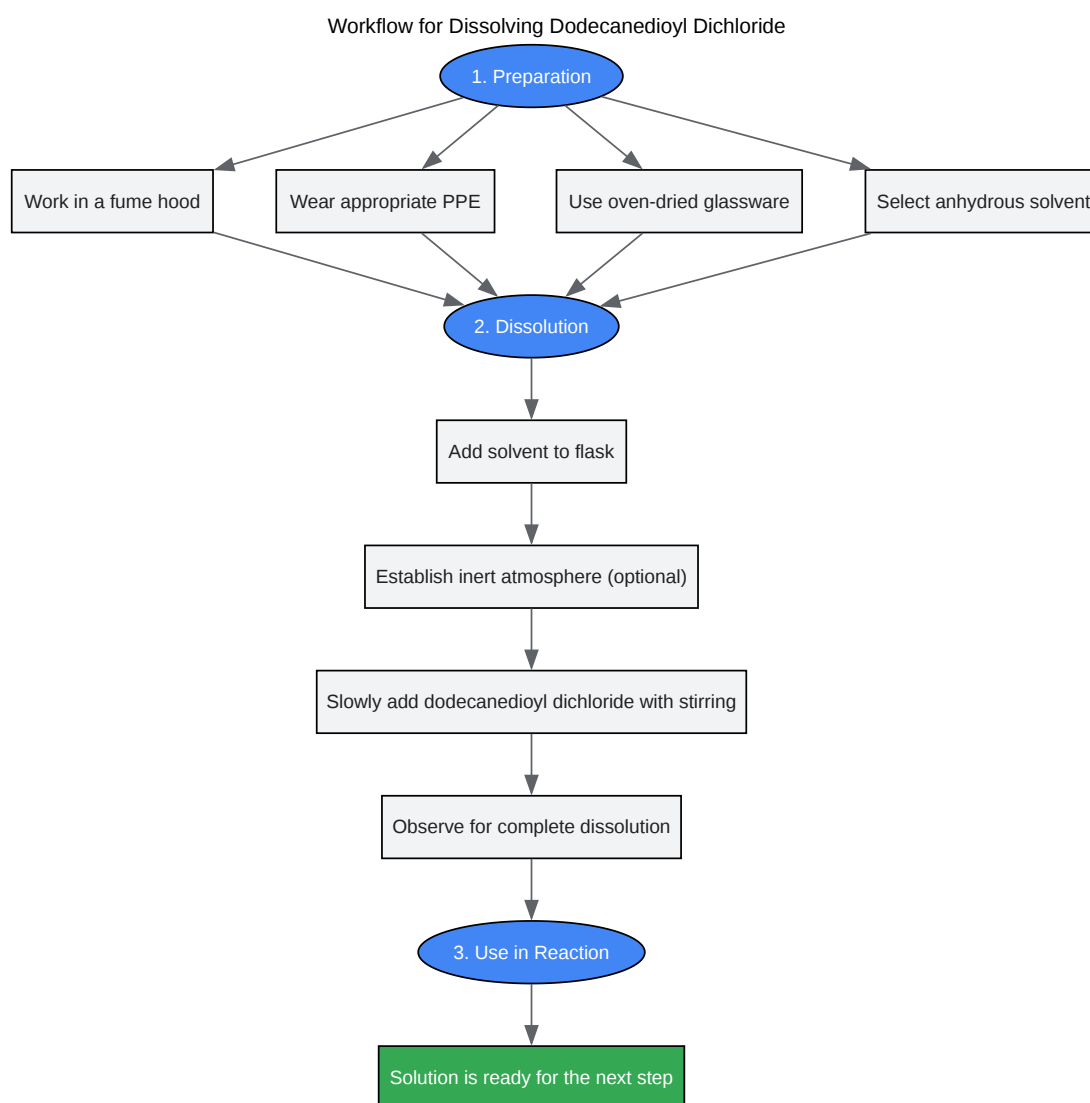 Workflow for Dissolving Dodecanedioyl Dichloride
1. Preparation
Work in a fume hood
Wear appropriate PPE
Use oven-dried glassware
Select anhydrous solvent
2. Dissolution
Add solvent to flask
Establish inert atmosphere (optional)
Slowly add dodecanedioyl dichloride with stirring
Observe for complete dissolution
3. Use in Reaction
Solution is ready for the next step